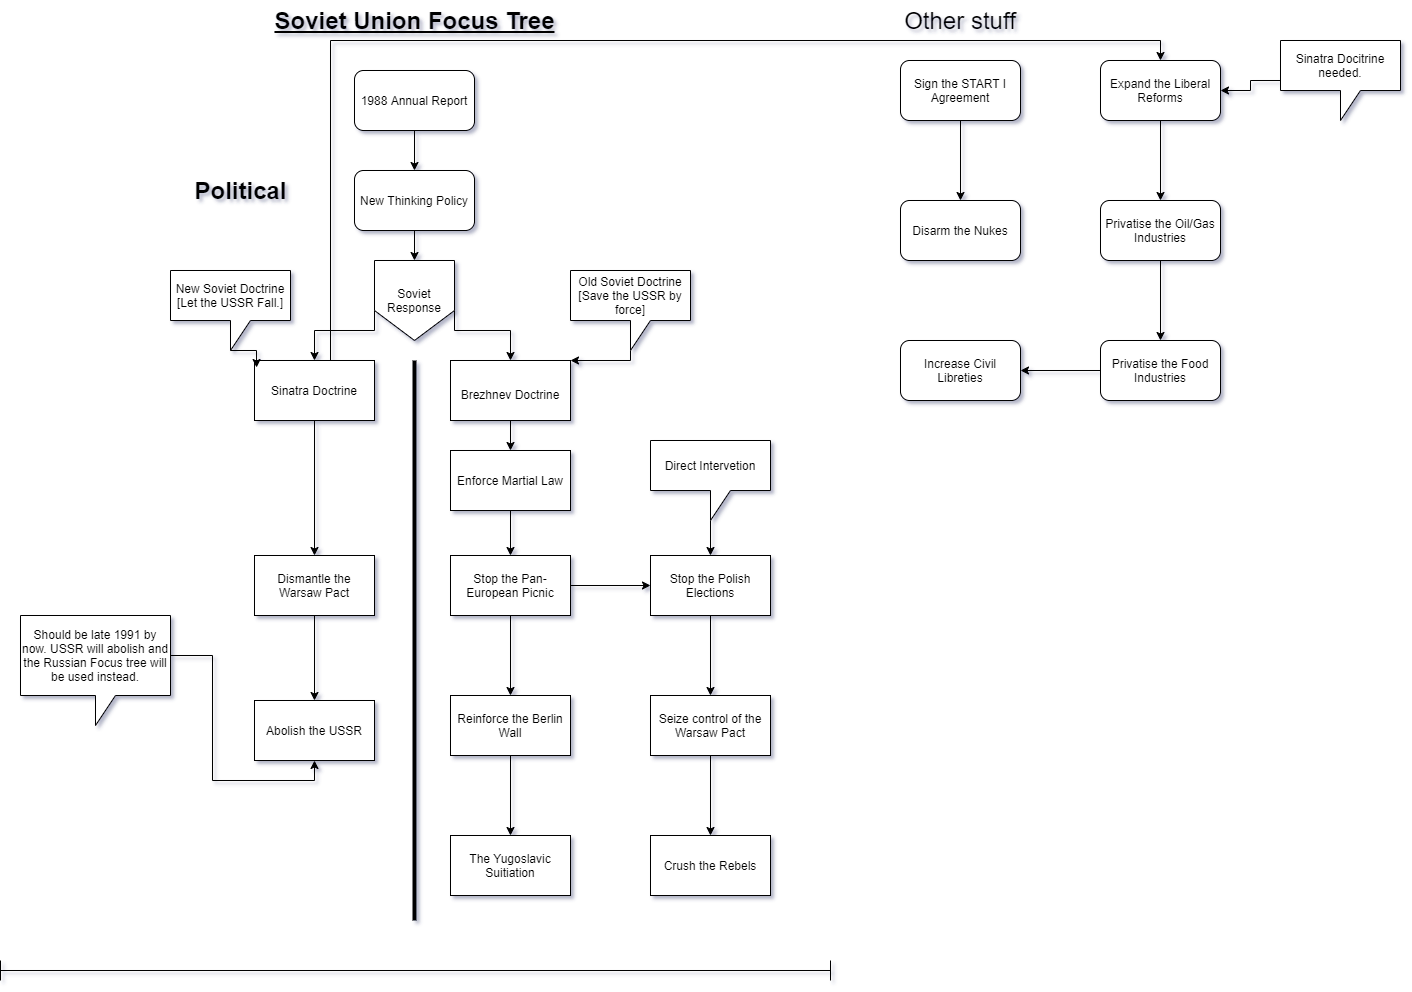 Soviet Union Focus Tree
Other stuff
1988 Annual Report
Sign the START I
Agreement
Expand the Liberal
Reforms
Sinatra Docitrine
needed.
Political
New Thinking Policy
Disarm the Nukes
Privatise the Oil/Gas
Industries
New Soviet Doctrine
[Let the USSR Fall.]
Soviet
Response
Old Soviet Doctrine
[Save the USSR by
force]
Sinatra Doctrine
Brezhnev Doctrine
Increase Civil
Libreties
Privatise the Food
Industries
Enforce Martial Law
Direct Intervetion
Dismantle the
Warsaw Pact
Stop the Pan-
European Picnic
Stop the Polish
Elections
Should be late 1991 by
now. USSR will abolish and
the Russian Focus tree will
be used instead.
Abolish the USSR
Reinforce the Berlin
Wall
Seize control of the
Warsaw Pact
The Yugoslavic
Suitiation
Crush the Rebels